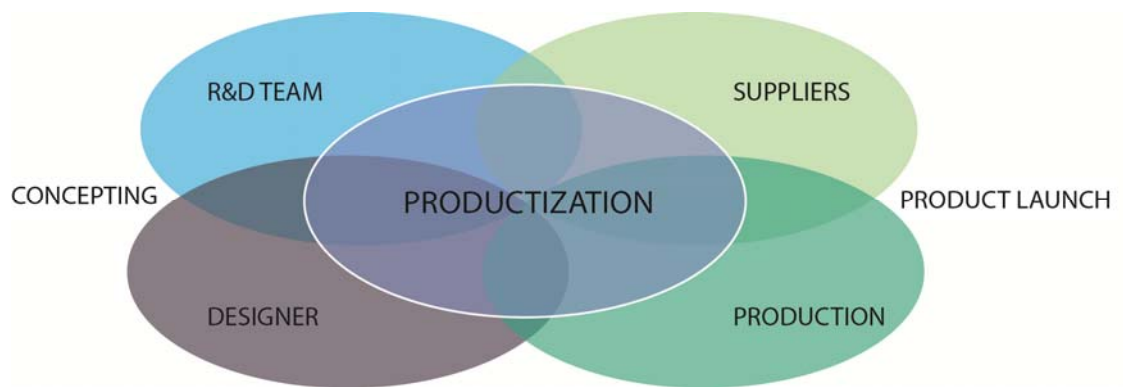 R&D TEAM
SUPPLIERS
CONCEPTING
PRODUCTIZATION
PRODUCT LAUNCH
DESIGNER
PRODUCTION